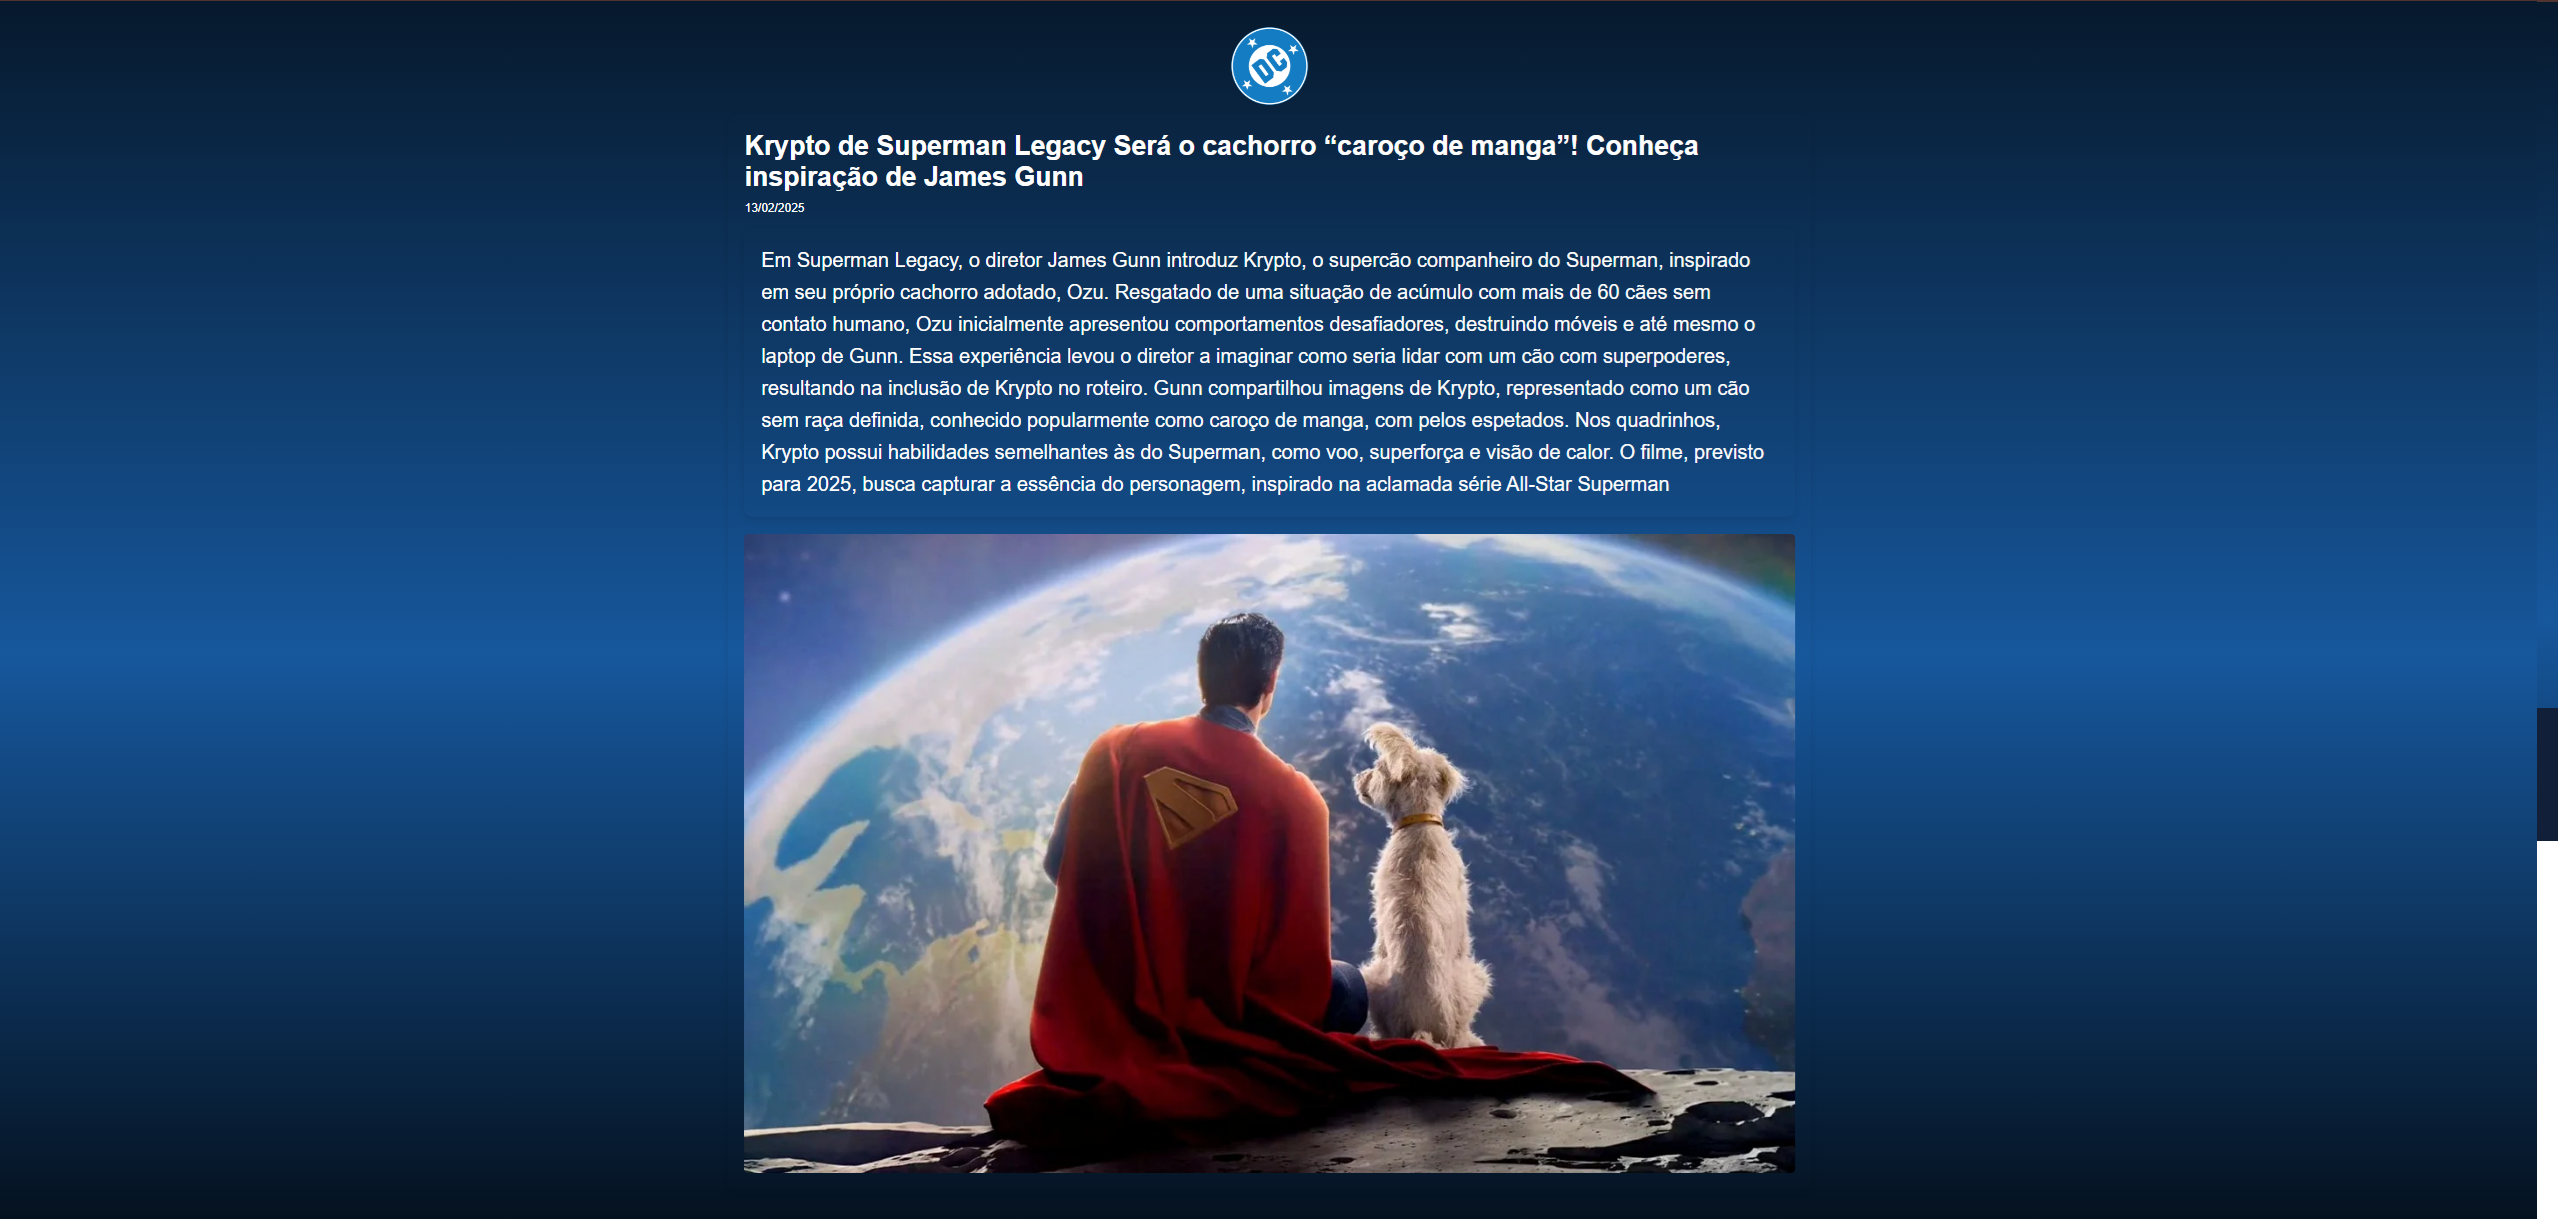 DC
Krypto de Superman Legacy Será o cachorro “caroço de manga”! Conheça
inspiração de James Gunn
13/02/2025
Em Superman Legacy, o diretor James Gunn introduz Krypto, o supercão companheiro do Superman, inspirado
em seu próprio cachorro adotado, Ozu. Resgatado de uma situação de acúmulo com mais de 60 cães sem
contato humano, Ozu inicialmente apresentou comportamentos desafiadores, destruindo móveis e até mesmo o
laptop de Gunn. Essa experiência levou o diretor a imaginar como seria lidar com um cão com superpoderes,
resultando na inclusão de Krypto no roteiro. Gunn compartilhou imagens de Krypto, representado como um cão
sem raça definida, conhecido popularmente como caroço de manga, com pelos espetados. Nos quadrinhos,
Krypto possui habilidades semelhantes às do Superman, como voo, superforça e visão de calor. O filme, previsto
para 2025, busca capturar a essência do personagem, inspirado na aclamada série All-Star Superman